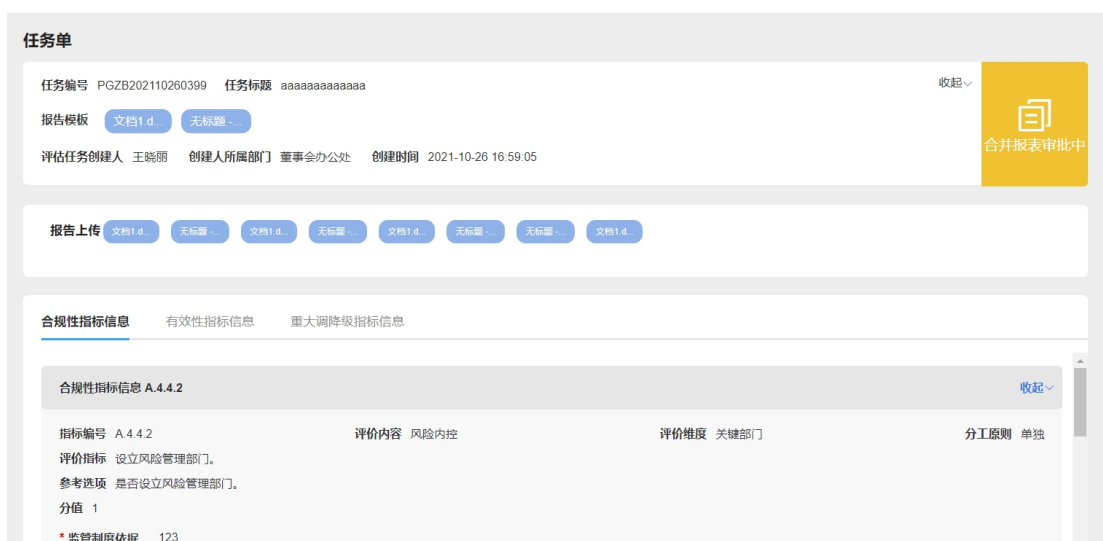 任务单
任务编号 PGZB202110260399 任务标题 aaaaaaaaaaaaa 收起
报告模板 文档1.d... 无标题 -...
合并报表审批中
评估任务创建人 王晓丽 创建人所属部门 董事会办公处 创建时间 2021-10-26 16:59:05
报告上传 文档1.d... 无标题 -... 文档1.d... 无标题 -... 文档1.d... 无标题 -... 无标题 -... 文档1.d...
合规性指标信息 有效性指标信息 重大调降级指标信息
合规性指标信息 A.4.4.2 收起
指标编号 A.4.4.2 评价内容 风险内控 评价维度 关键部门 分工原则 单独
评价指标 设立风险管理部门。
参考选项 是否设立风险管理部门。
分值 1
* 监管制度依据 123